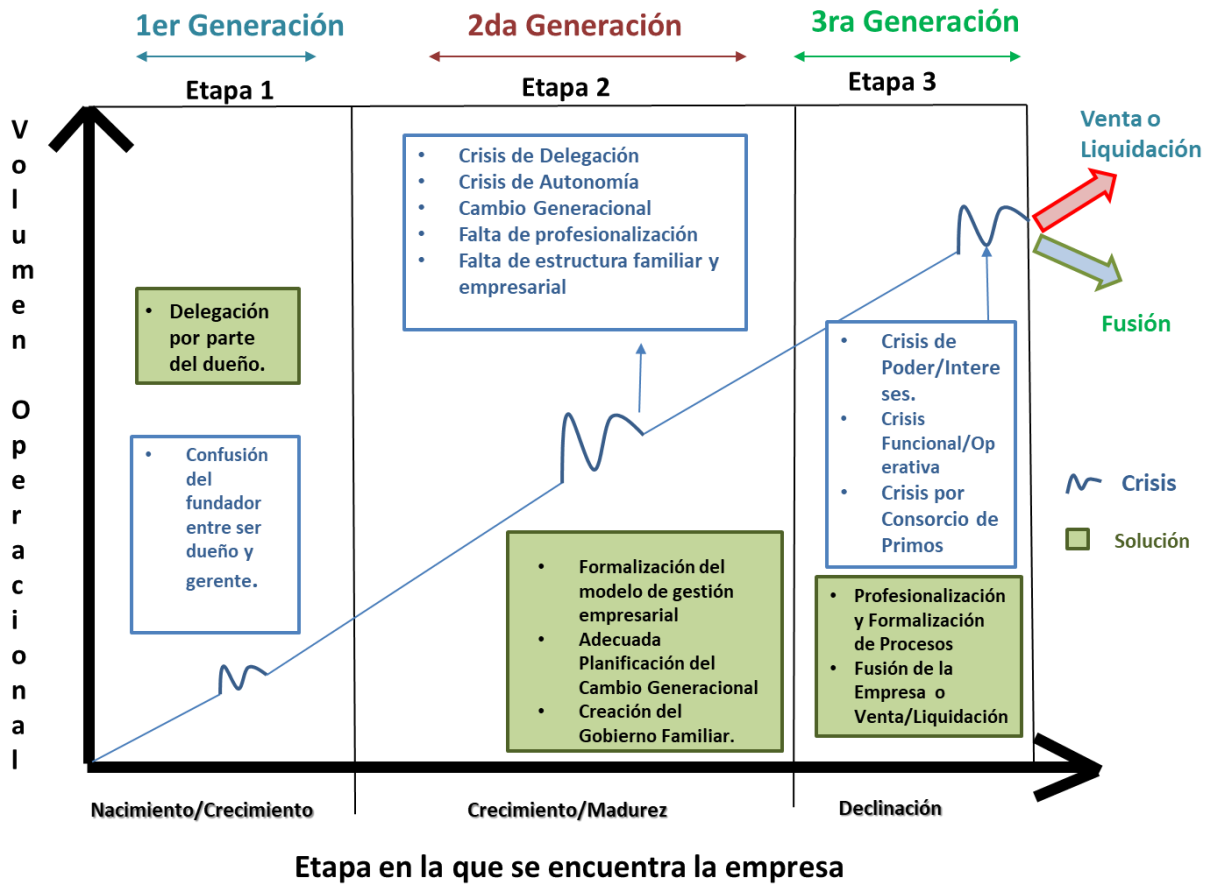 1er Generación
2da Generación
3ra Generación
Etapa 1
Etapa 2
Etapa 3
Volumen Operacional
• Delegación
por parte
del dueño.
• Confusión
del
fundador
entre ser
dueño y
gerente.
• Crisis de Delegación
• Crisis de Autonomía
• Cambio Generacional
• Falta de profesionalización
• Falta de estructura familiar y
empresarial
• Formalización del
modelo de gestión
empresarial
• Adecuada
Planificación del
Cambio Generacional
• Creación del
Gobierno Familiar.
• Crisis de
Poder/Intere
ses.
• Crisis
Funcional/Op
erativa
• Crisis por
Consorcio de
Primos
• Profesionalización
y Formalización
de Procesos
• Fusión de la
Empresa o
Venta/Liquidación
Venta o
Liquidación
Fusión
Crisis
Solución
Nacimiento/Crecimiento
Crecimiento/Madurez
Declinación
Etapa en la que se encuentra la empresa